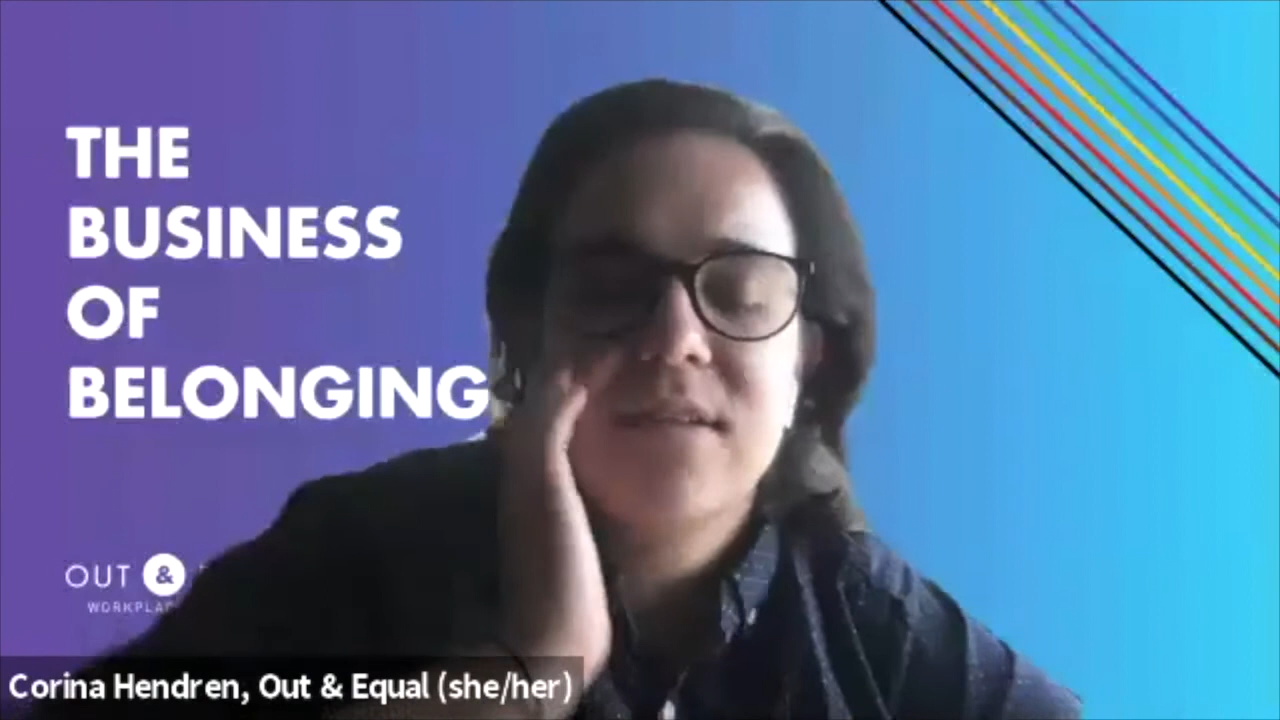 THE
BUSINESS
OF
BELONGING
OUT &
Corina Hendren, Out & Equal (she/her)